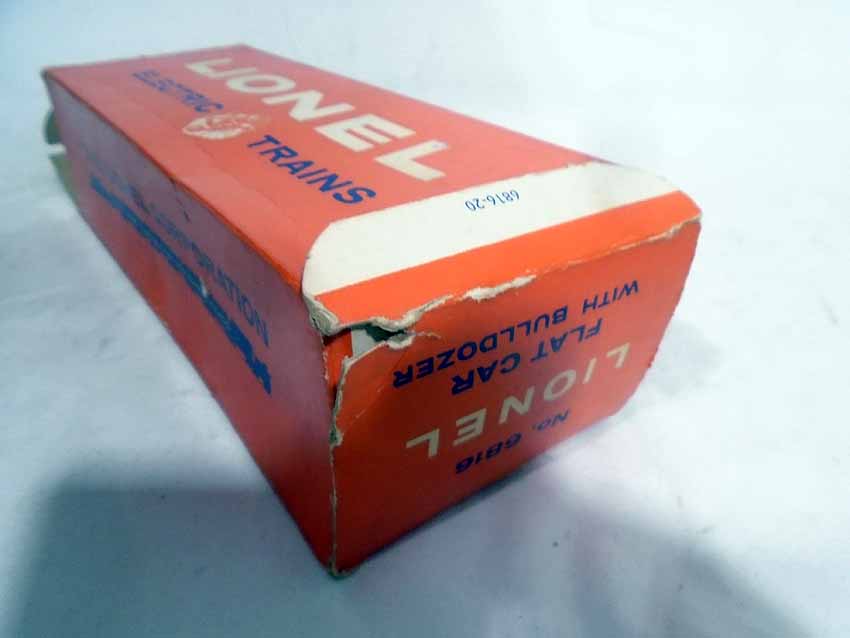 LIONEL
ELECTRIC TRAINS
6816-20
No. 6816
LIONEL
FLAT CAR
WITH BULLDOZER
CORPORATION